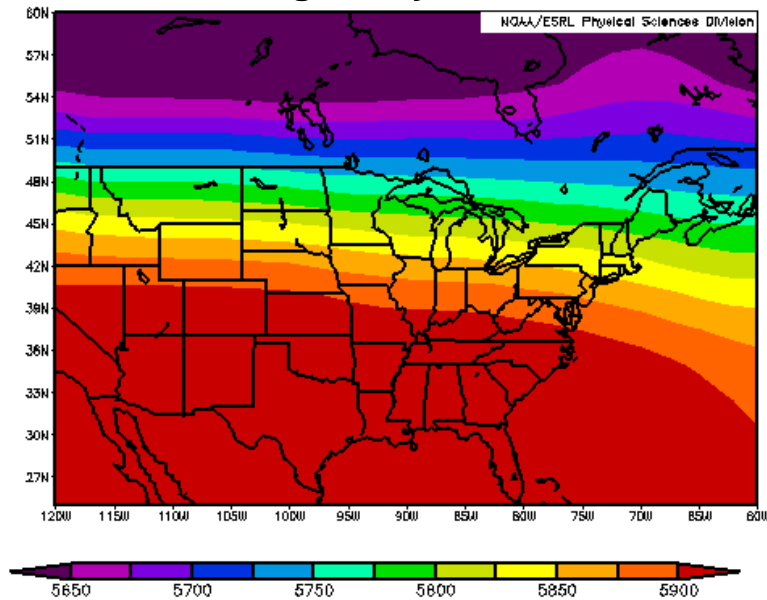 60N
NOAA/ESRL Physical Sciences Division
57N
54N
51N
48N
45N
42N
39N
36N
33N
30N
27N
120W 115W 110W 105W 100W 95W 90W 85W 80W 75W 70W 65W 60W
5650 5700 5750 5800 5850 5900